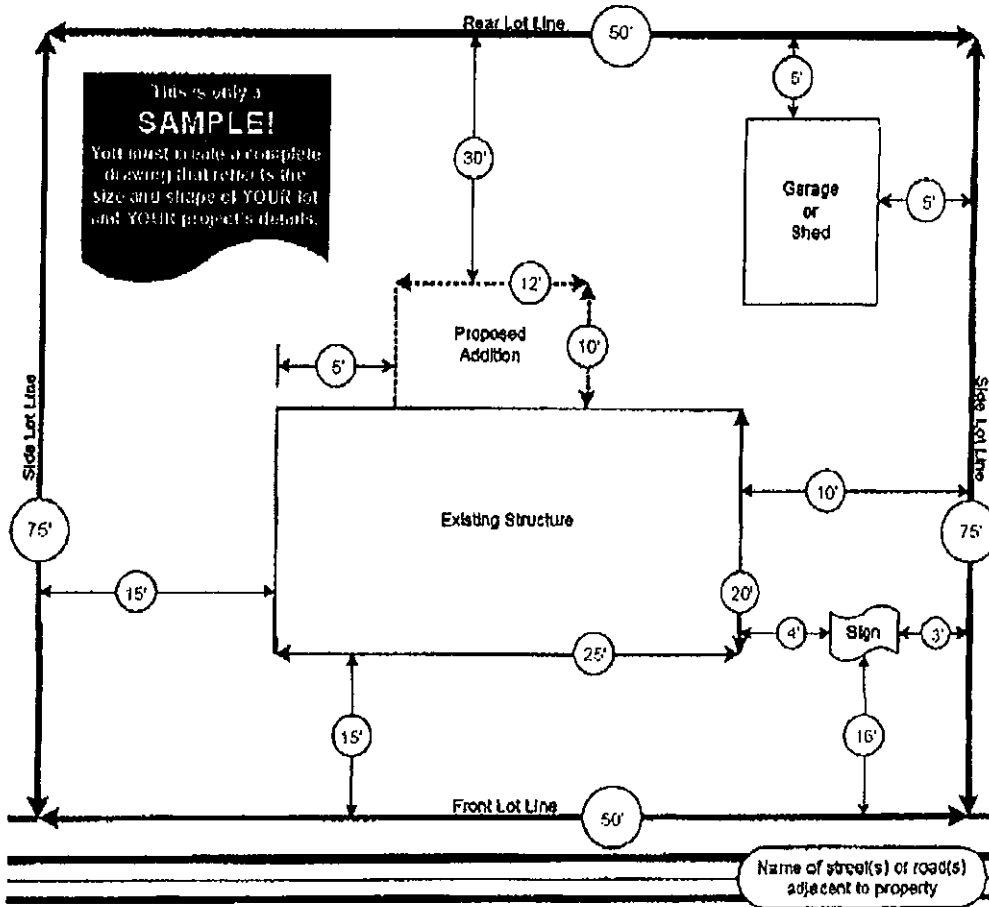 Rear Lot Line
50'
This is only a
SAMPLE!
You must create a complete
drawing that reflects the
size and shape of YOUR lot
and YOUR project's details.
5'
30'
Garage
or
Shed
5'
12'
Proposed
Addition
10'
5'
Side Lot Line
Side Lot Line
75'
75'
Existing Structure
10'
15'
20'
4'
Sign
3'
25'
15'
16'
Front Lot Line
50'
Name of street(s) or road(s)
adjacent to property